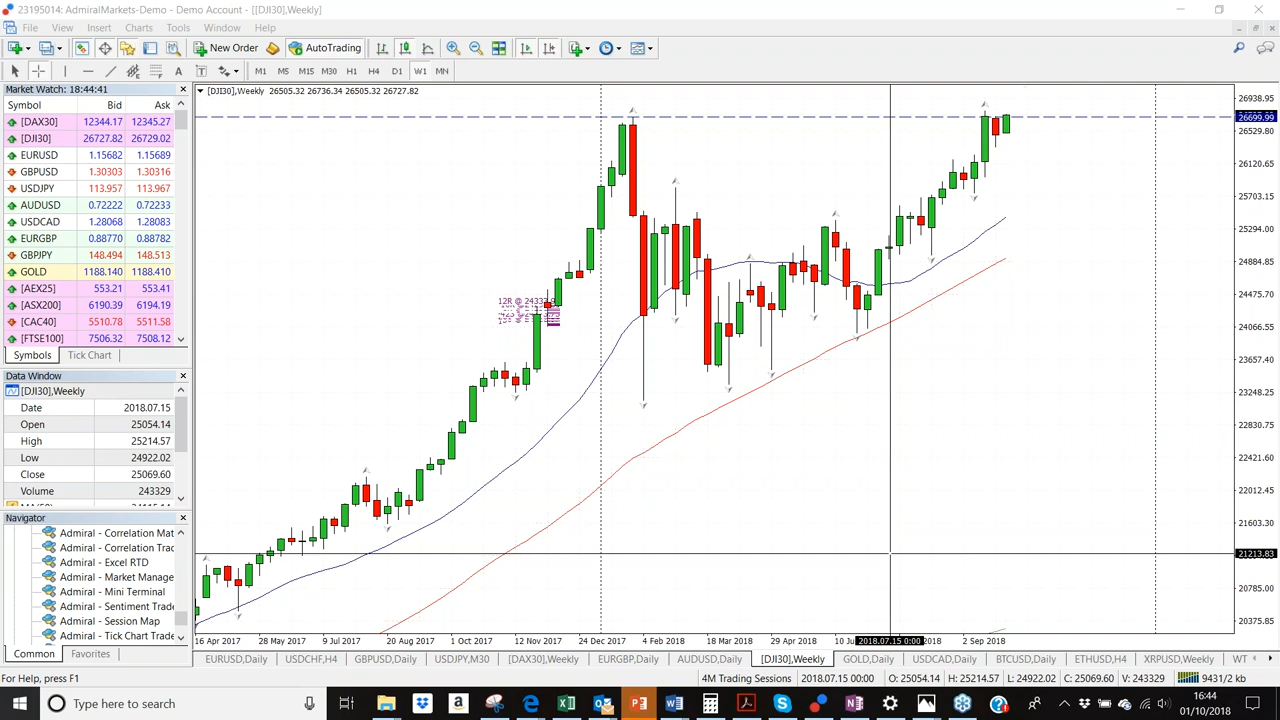 23195014: AdmiralMarkets-Demo - Demo Account - [[DJI30],Weekly]
File View Insert Charts Tools Window Help
New Order AutoTrading
A T M1 M5 M15 M30 H1 H4 D1 W1 MN
Market Watch: 18:44:41
Symbol Bid Ask
[DAX30] 12344.17 12345.27
[DJI30] 26727.82 26729.02
EURUSD 1.15682 1.15689
GBPUSD 1.30303 1.30316
USDJPY 113.957 113.967
AUDUSD 0.72222 0.72233
USDCAD 1.28068 1.28083
EURGBP 0.88770 0.88782
GBPJPY 148.494 148.513
GOLD 1188.140 1188.410
[AEX25] 553.21 553.41
[ASX200] 6190.39 6194.19
[CAC40] 5510.78 5511.58
[FTSE100] 7506.32 7508.12
Symbols Tick Chart
Data Window
[DJI30],Weekly
Date 2018.07.15
Open 25054.14
High 25214.57
Low 24922.02
Close 25069.60
Volume 243329
Navigator
Admiral - Correlation Mat
Admiral - Correlation Trac
Admiral - Excel RTD
Admiral - Market Manage
Admiral - Mini Terminal
Admiral - Sentiment Trade
Admiral - Session Map
Admiral - Tick Chart Trade
Common Favorites
[DJI30],Weekly 26505.32 26736.34 26505.32 26727.82
26938.95
26699.99
26529.80
26120.65
25703.15
25294.00
24884.85
24475.70
24066.55
23657.40
23248.25
22830.75
22421.60
22012.45
21603.30
21213.83
20785.00
20375.85
16 Apr 2017 28 May 2017 9 Jul 2017 20 Aug 2017 1 Oct 2017 12 Nov 2017 24 Dec 2017 4 Feb 2018 18 Mar 2018 29 Apr 2018 10 Ju 2018.07.15 0:00 2018 2 Sep 2018
EURUSD,Daily USDCHF,H4 GBPUSD,Daily USDJPY,M30 [DAX30],Weekly EURGBP,Daily AUDUSD,Daily [DJI30],Weekly GOLD,Daily USDCAD,Daily BTCUSD,Daily ETHUSD,H4 XRPUSD,Weekly WT
For Help, press F1 4M Trading Sessions 2018.07.15 00:00 O: 25054.14 H: 25214.57 L: 24922.02 C: 25069.60 V: 243329 9431/2 kb
Type here to search
16:44
01/10/2018